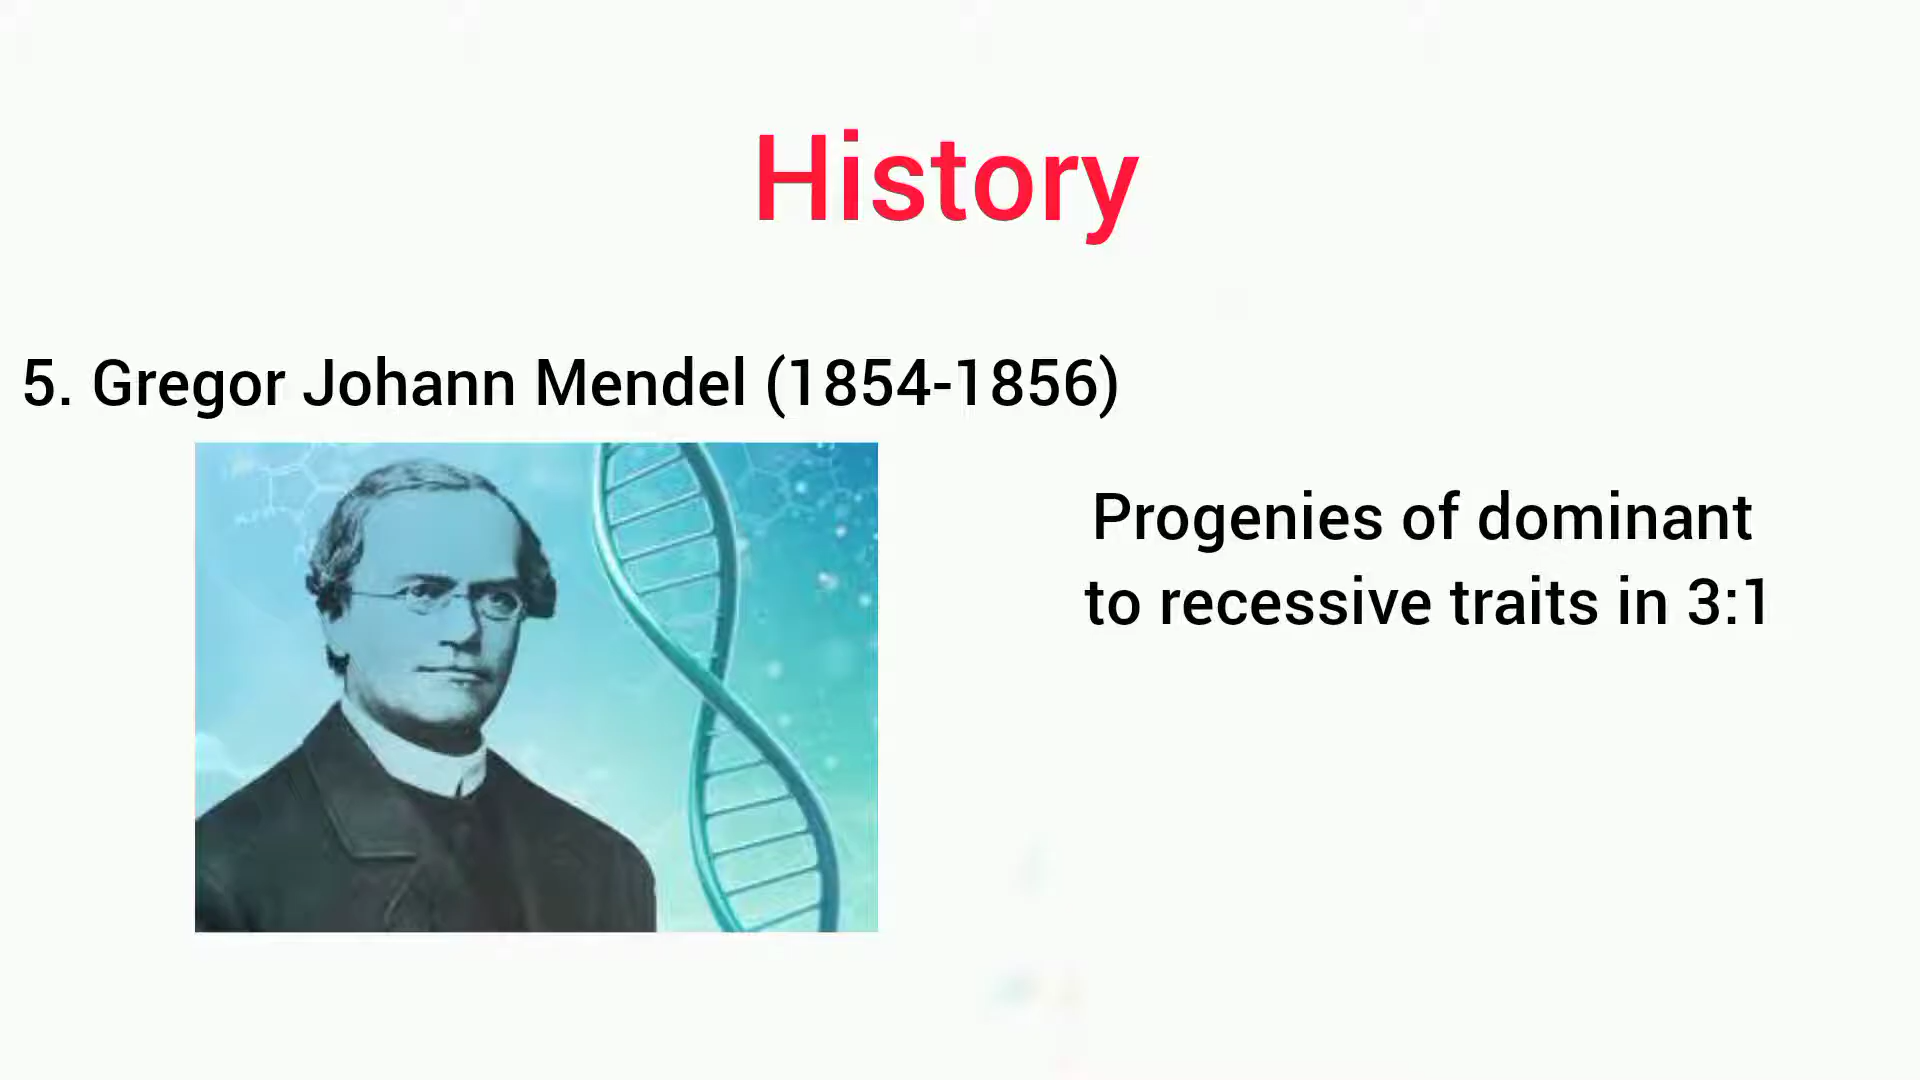 History
5. Gregor Johann Mendel (1854-1856)
Progenies of dominant
to recessive traits in 3:1